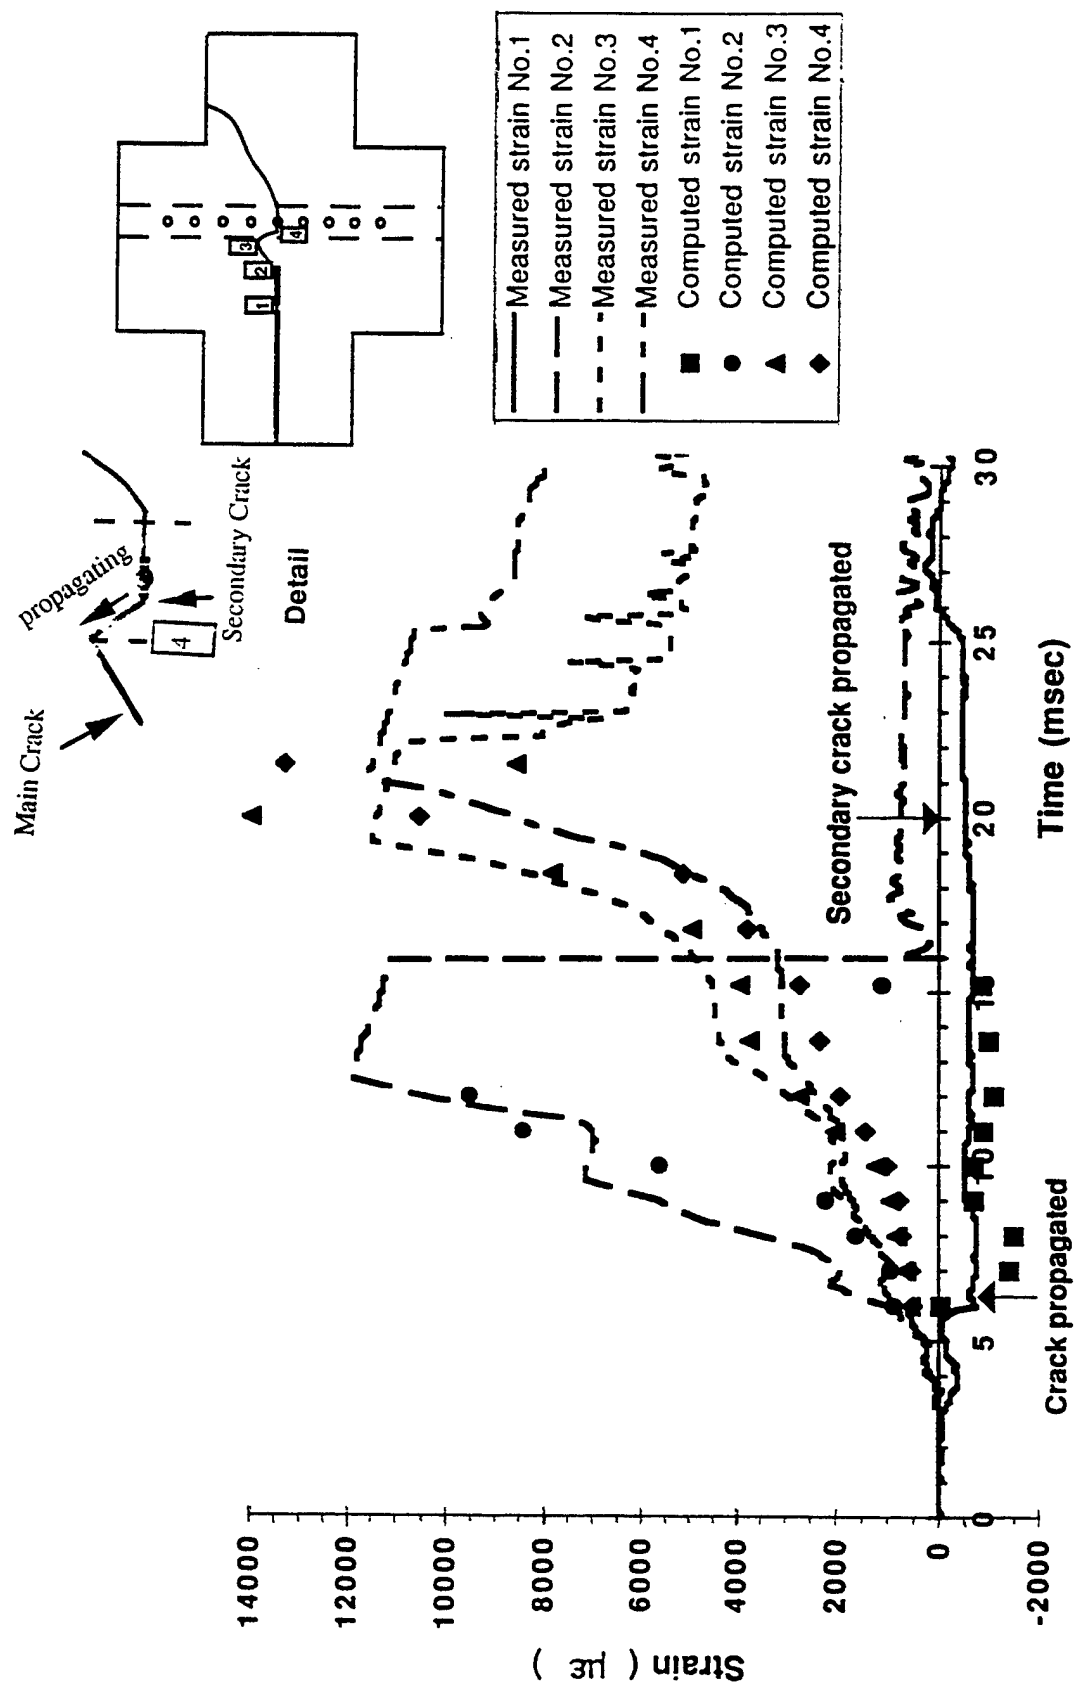 Main Crack
propagating
4
Secondary Crack
Detail
1
2
3
4
Measured strain No.1
Measured strain No.2
Measured strain No.3
Measured strain No.4
Computed strain No.1
Conputed strain No.2
Computed strain No.3
Computed strain No.4
Strain ( με )
14000
12000
10000
8000
6000
4000
2000
0
-2000
0
5
10
15
20
25
30
Time (msec)
Crack propagated
Secondary crack propagated